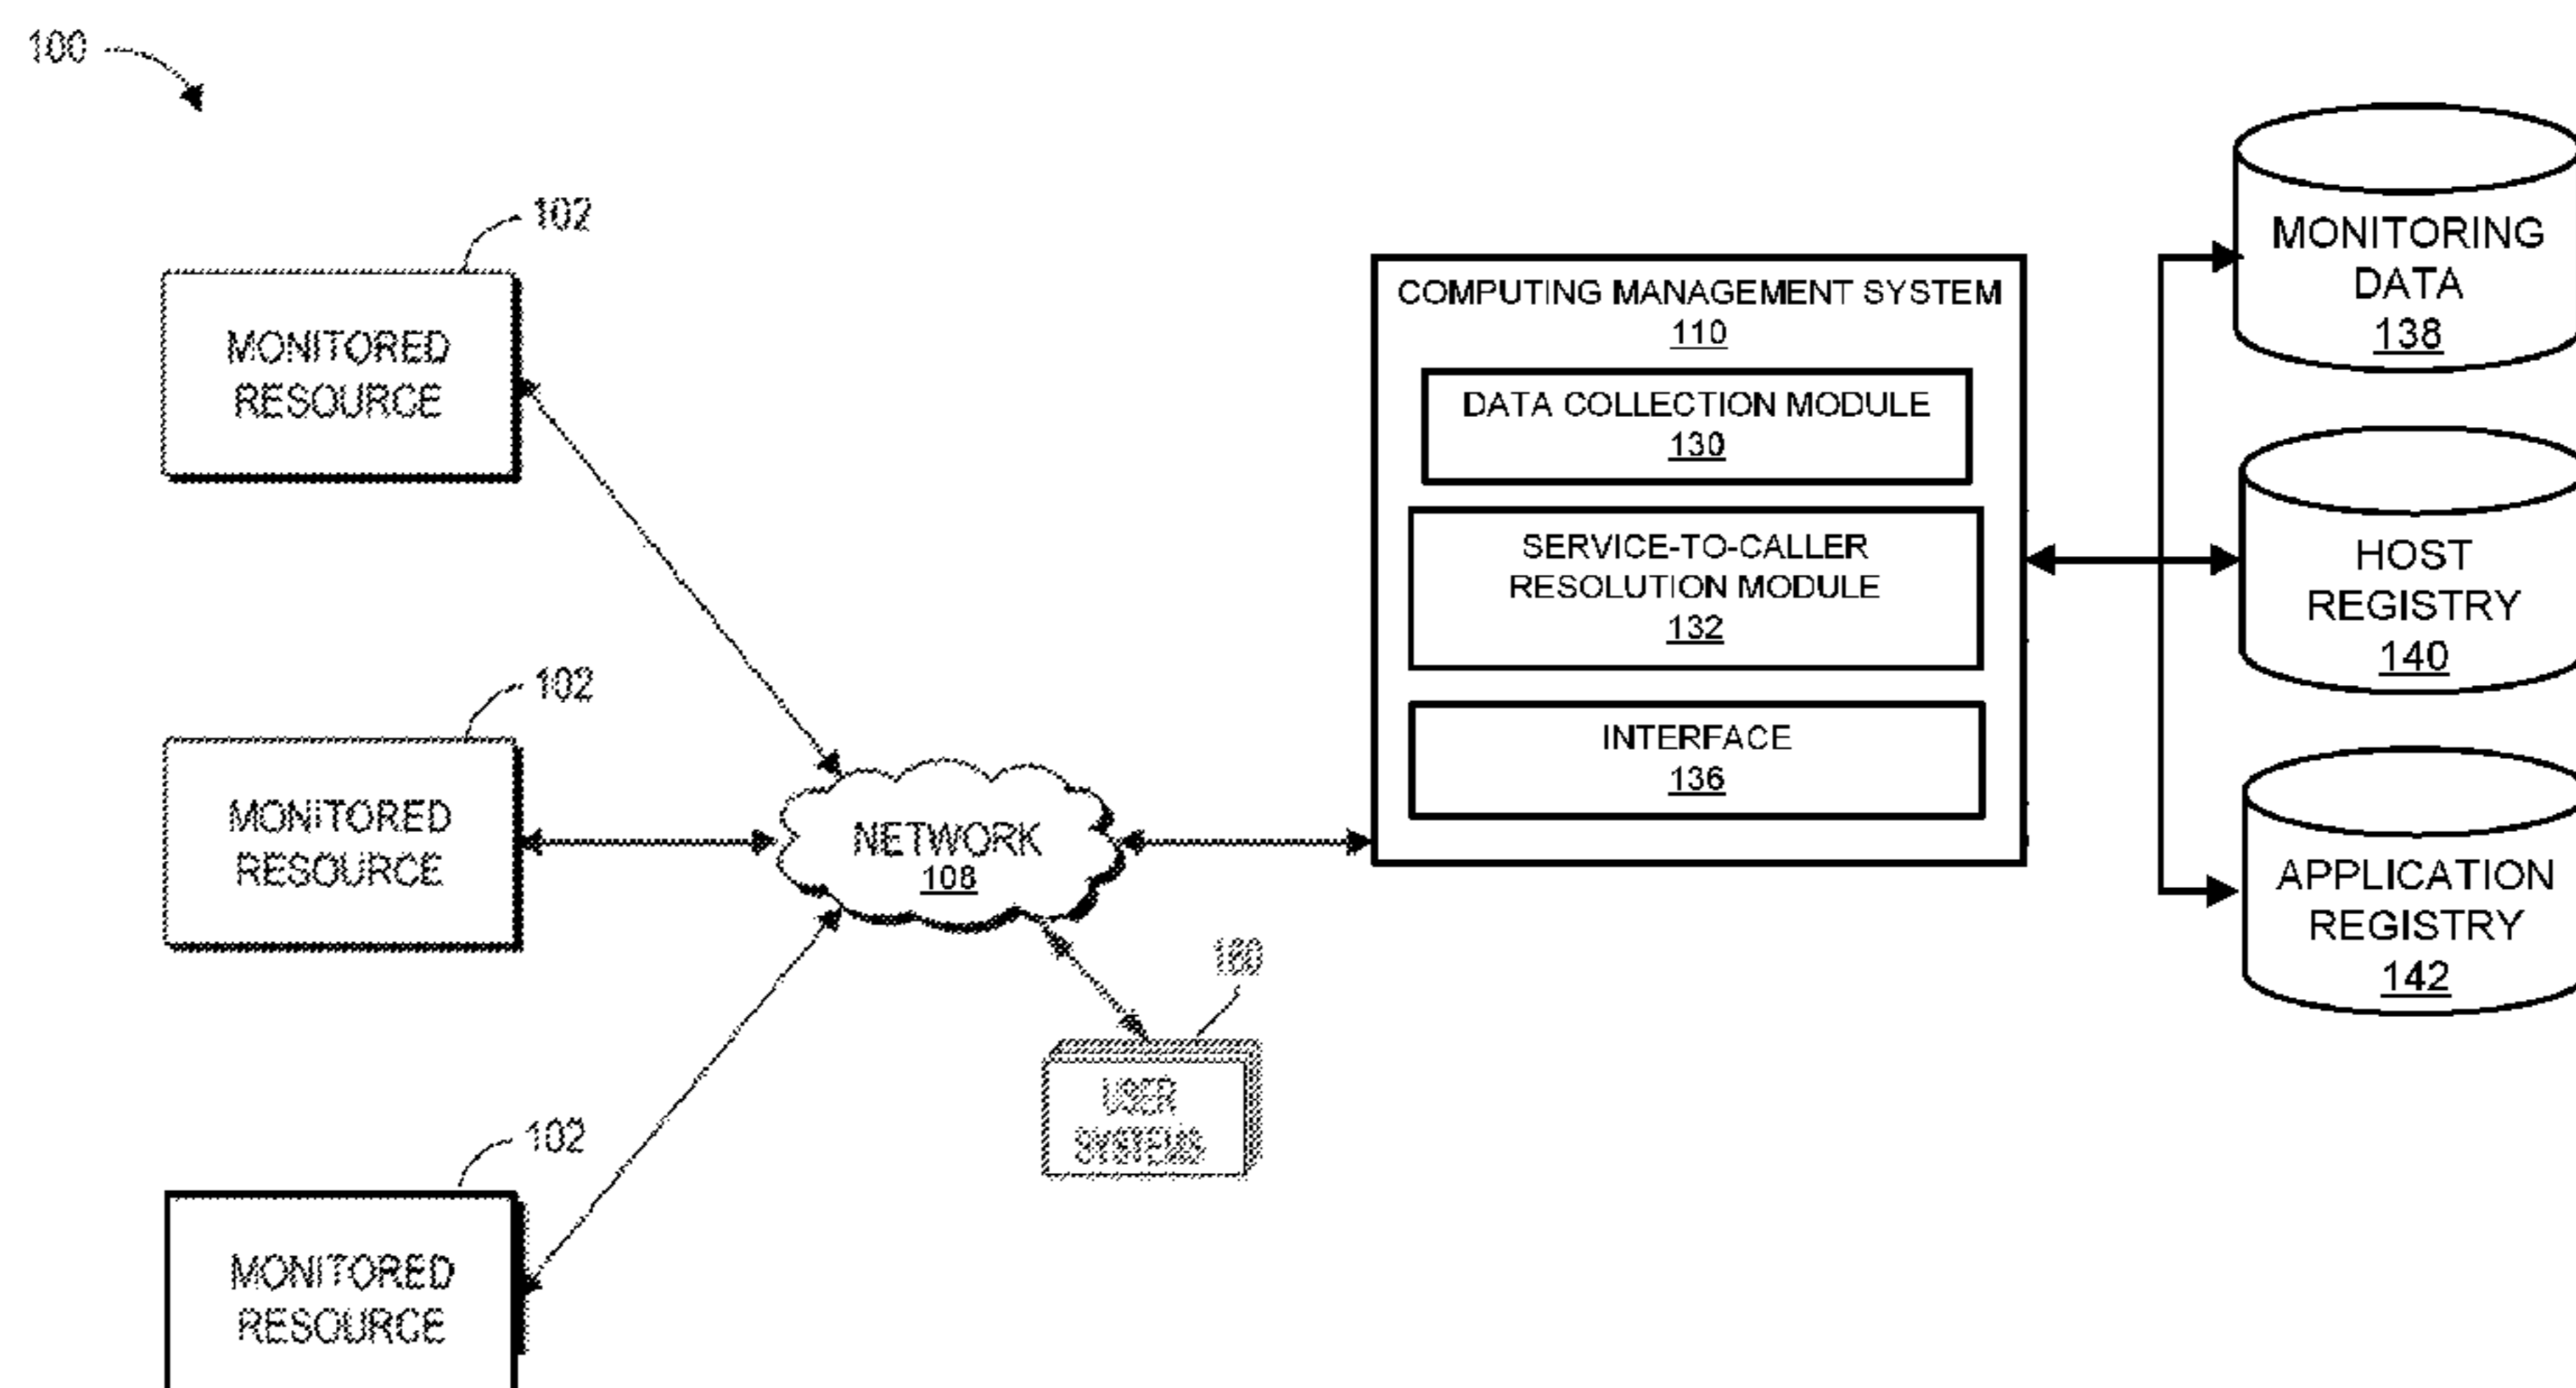 100
102
MONITORED
RESOURCE
102
MONITORED
RESOURCE
102
MONITORED
RESOURCE
NETWORK
108
160
USER
SYSTEMS
COMPUTING MANAGEMENT SYSTEM
110
DATA COLLECTION MODULE
130
SERVICE-TO-CALLER
RESOLUTION MODULE
132
INTERFACE
136
MONITORING
DATA
138
HOST
REGISTRY
140
APPLICATION
REGISTRY
142